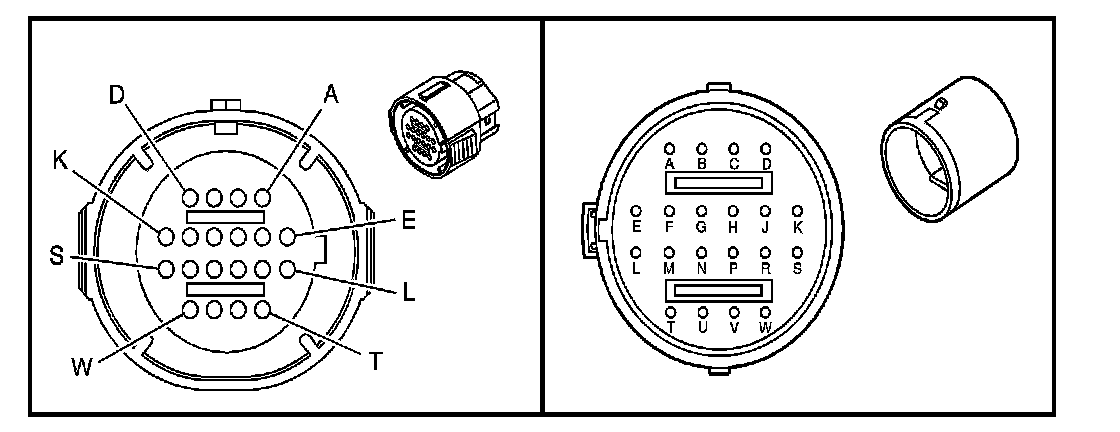 D A
K
E
S
L
W T
A B C D
E F G H J K
L M N P R S
T U V W